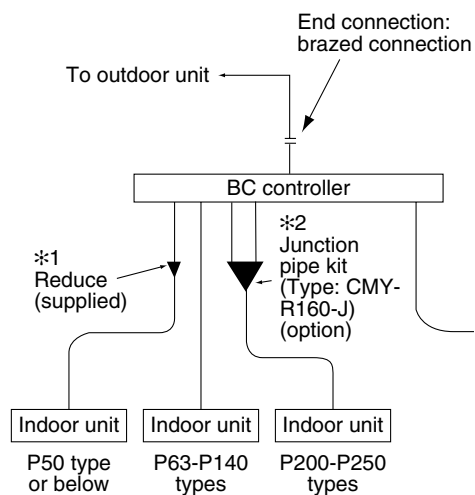 End connection:
brazed connection
To outdoor unit
BC controller
*1
Reduce
(supplied)
*2
Junction
pipe kit
(Type: CMY-
R160-J)
(option)
Indoor unit
P50 type
or below
Indoor unit
P63-P140
types
Indoor unit
P200-P250
types